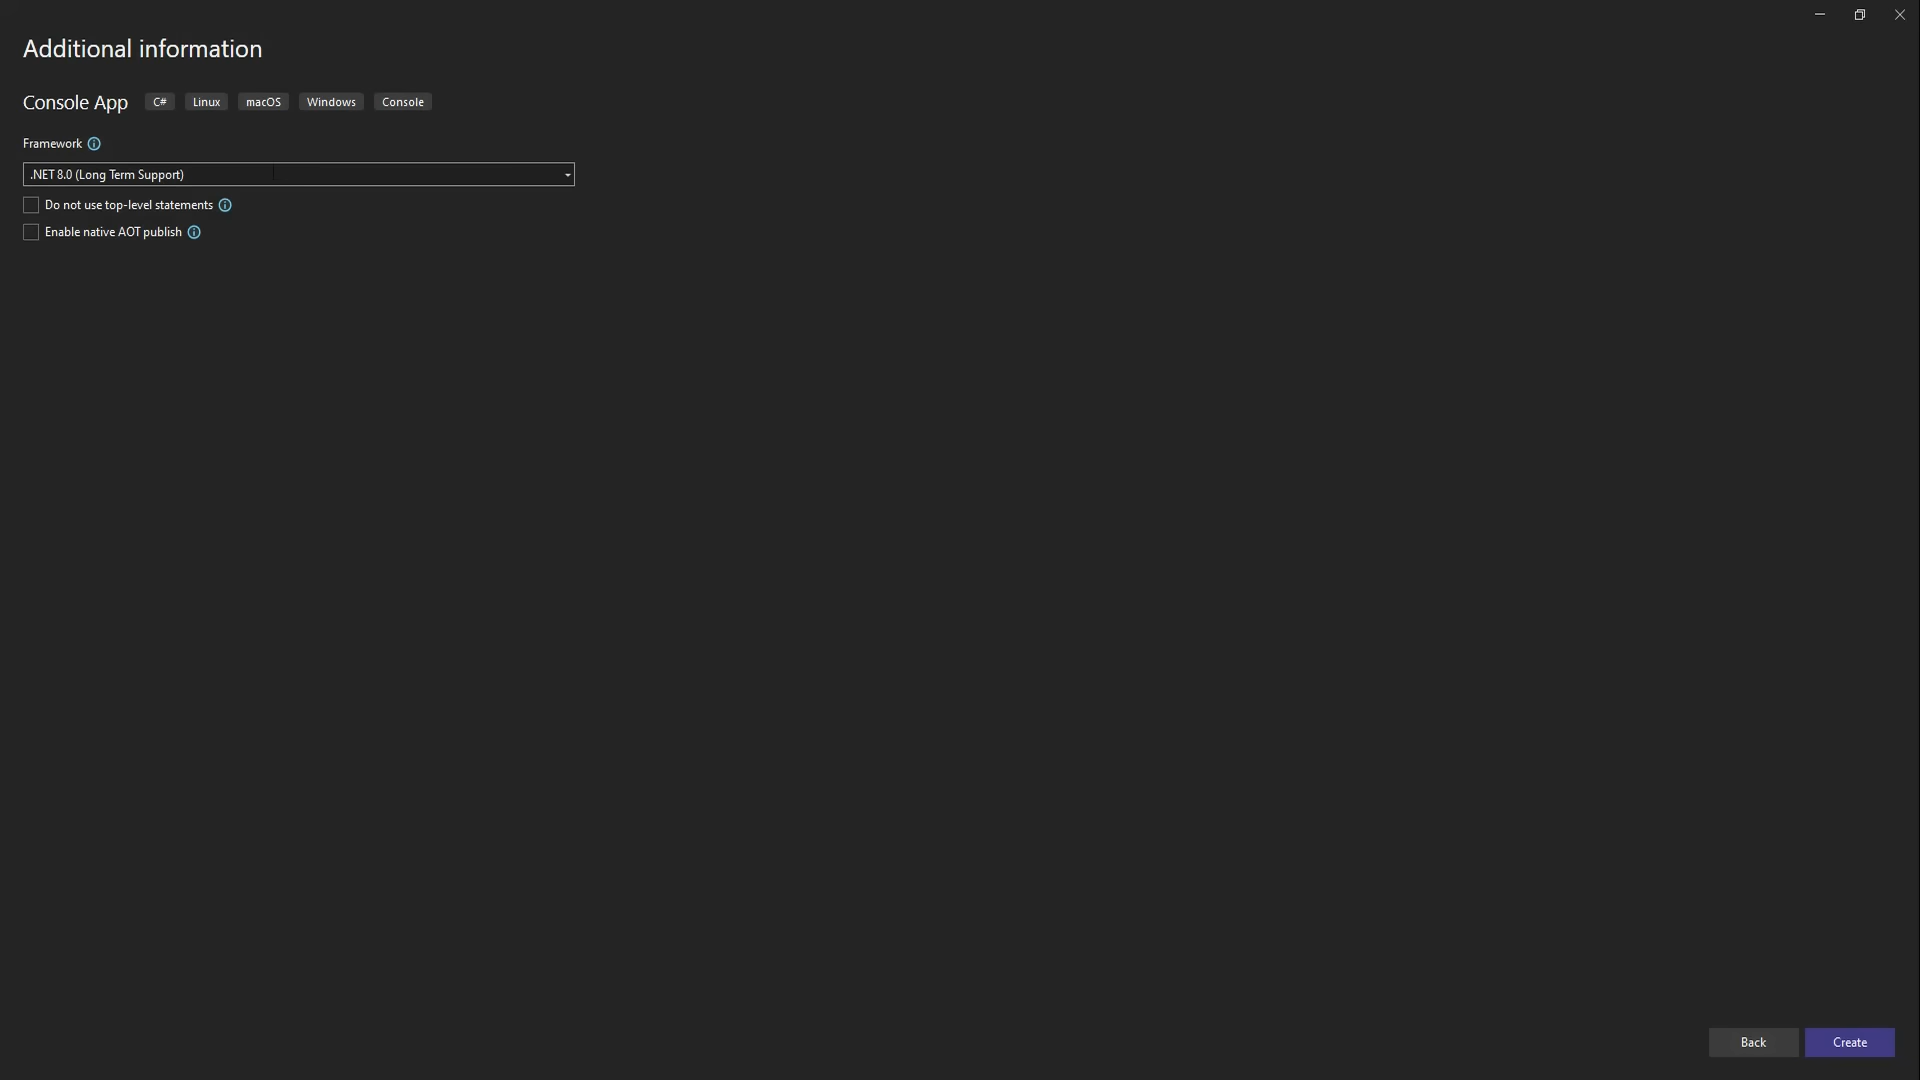 Additional information
Console App C# Linux macOS Windows Console
Framework
.NET 8.0 (Long Term Support)
Do not use top-level statements
Enable native AOT publish
Back Create